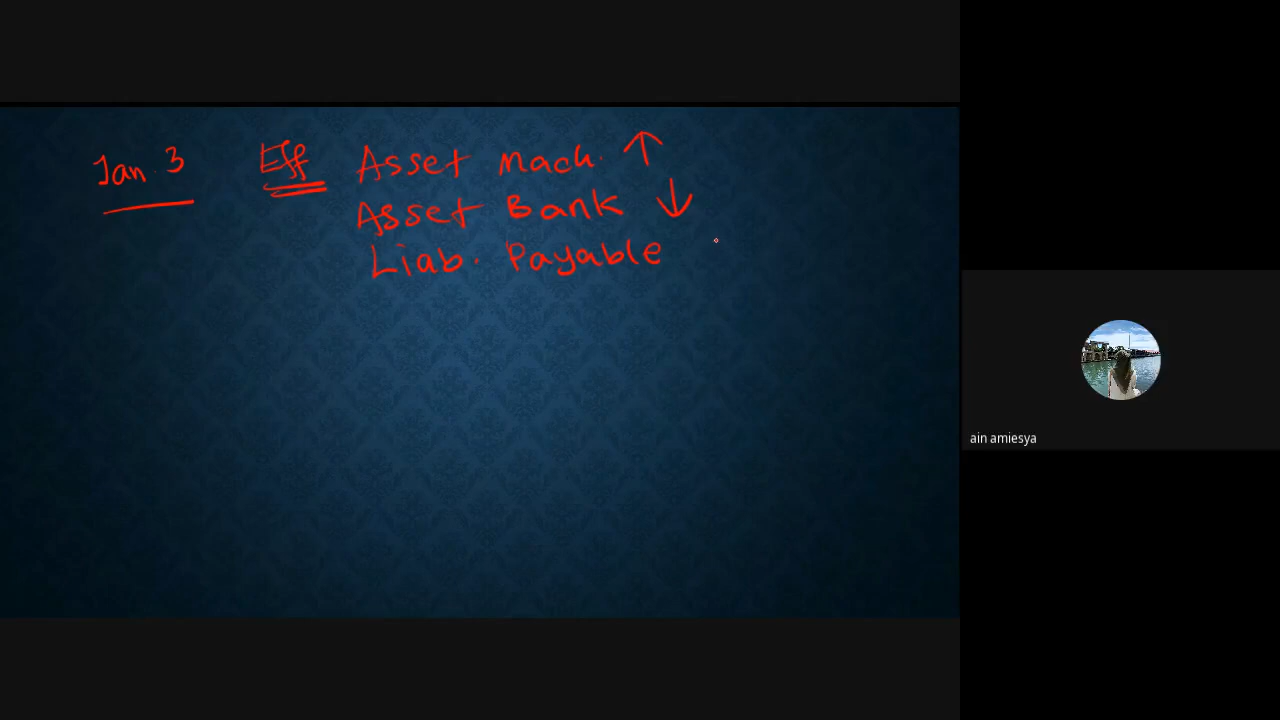 Jan. 3 Eff Asset Mach. ↑
Asset Bank ↓
Liab. Payable
ain amiesya